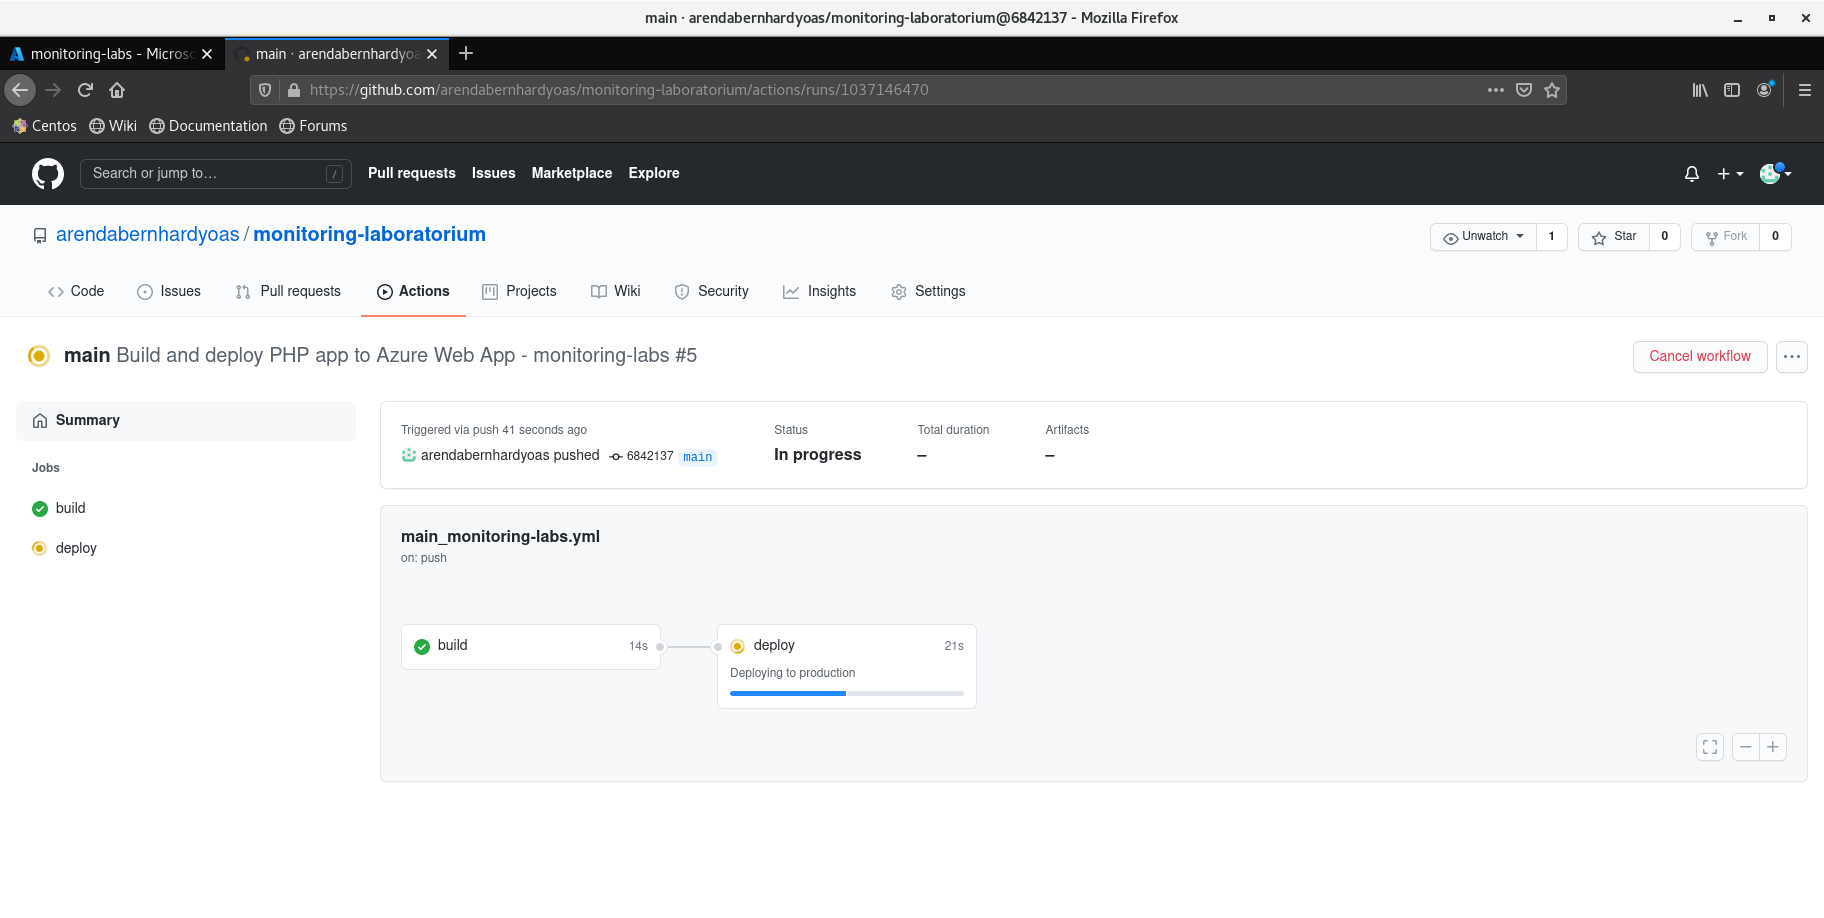 main · arendabernhardyoas/monitoring-laboratorium@6842137 - Mozilla Firefox
monitoring-labs - Microso
main · arendabernhardyoa
https://github.com/arendabernhardyoas/monitoring-laboratorium/actions/runs/1037146470
Centos Wiki Documentation Forums
Search or jump to… / Pull requests Issues Marketplace Explore
arendabernhardyoas / monitoring-laboratorium
Unwatch 1 Star 0 Fork 0
Code Issues Pull requests Actions Projects Wiki Security Insights Settings
main Build and deploy PHP app to Azure Web App - monitoring-labs #5
Cancel workflow
Summary
Jobs
build
deploy
Triggered via push 41 seconds ago
arendabernhardyoas pushed 6842137 main
Status
In progress
Total duration
–
Artifacts
–
main_monitoring-labs.yml
on: push
build 14s
deploy 21s
Deploying to production